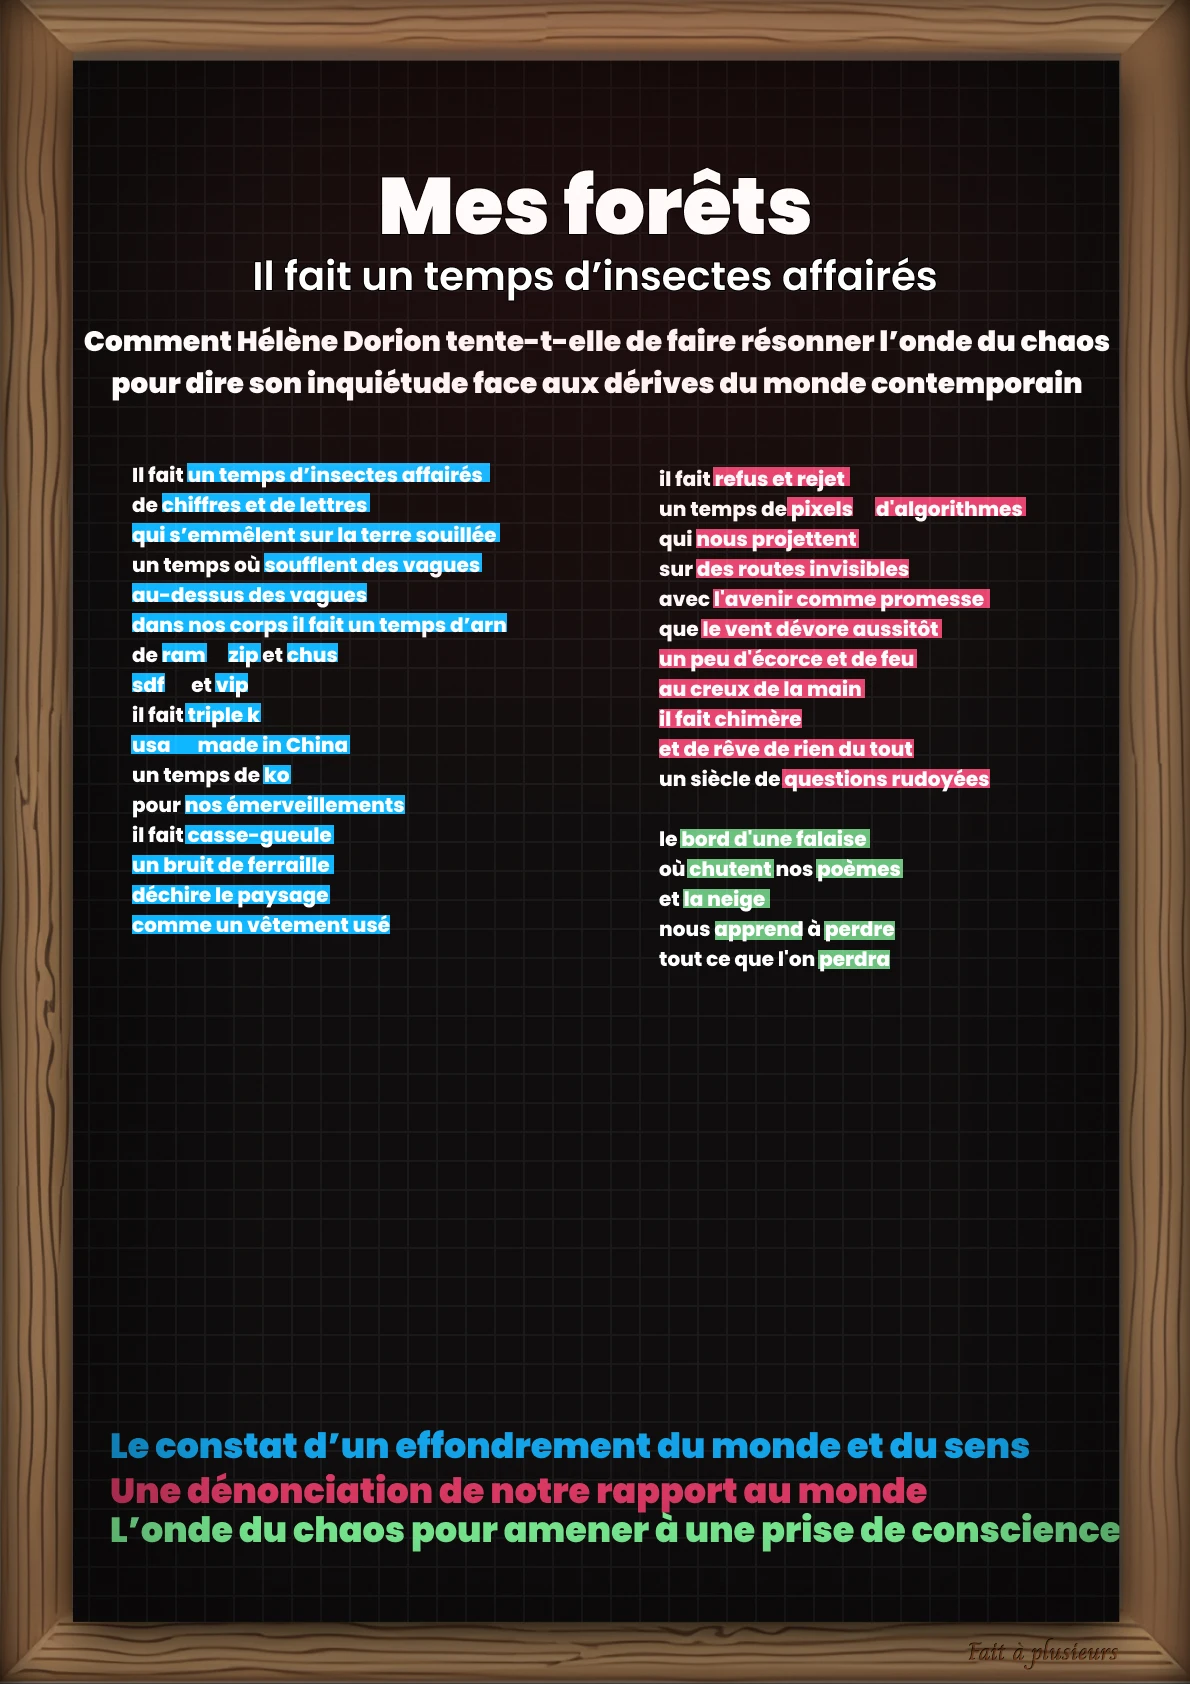 Mes forêts
Il fait un temps d’insectes affairés
Comment Hélène Dorion tente-t-elle de faire résonner l’onde du chaos
pour dire son inquiétude face aux dérives du monde contemporain
Il fait un temps d’insectes affairés
de chiffres et de lettres
qui s’emmêlent sur la terre souillée
un temps où soufflent des vagues
au-dessus des vagues
dans nos corps il fait un temps d’arn
de ram zip et chus
sdf et vip
il fait triple k
usa made in China
un temps de ko
pour nos émerveillements
il fait casse-gueule
un bruit de ferraille
déchire le paysage
comme un vêtement usé
il fait refus et rejet
un temps de pixels d'algorithmes
qui nous projettent
sur des routes invisibles
avec l'avenir comme promesse
que le vent dévore aussitôt
un peu d'écorce et de feu
au creux de la main
il fait chimère
et de rêve de rien du tout
un siècle de questions rudoyées
le bord d'une falaise
où chutent nos poèmes
et la neige
nous apprend à perdre
tout ce que l'on perdra
Le constat d’un effondrement du monde et du sens
Une dénonciation de notre rapport au monde
L’onde du chaos pour amener à une prise de conscience
Fait à plusieurs